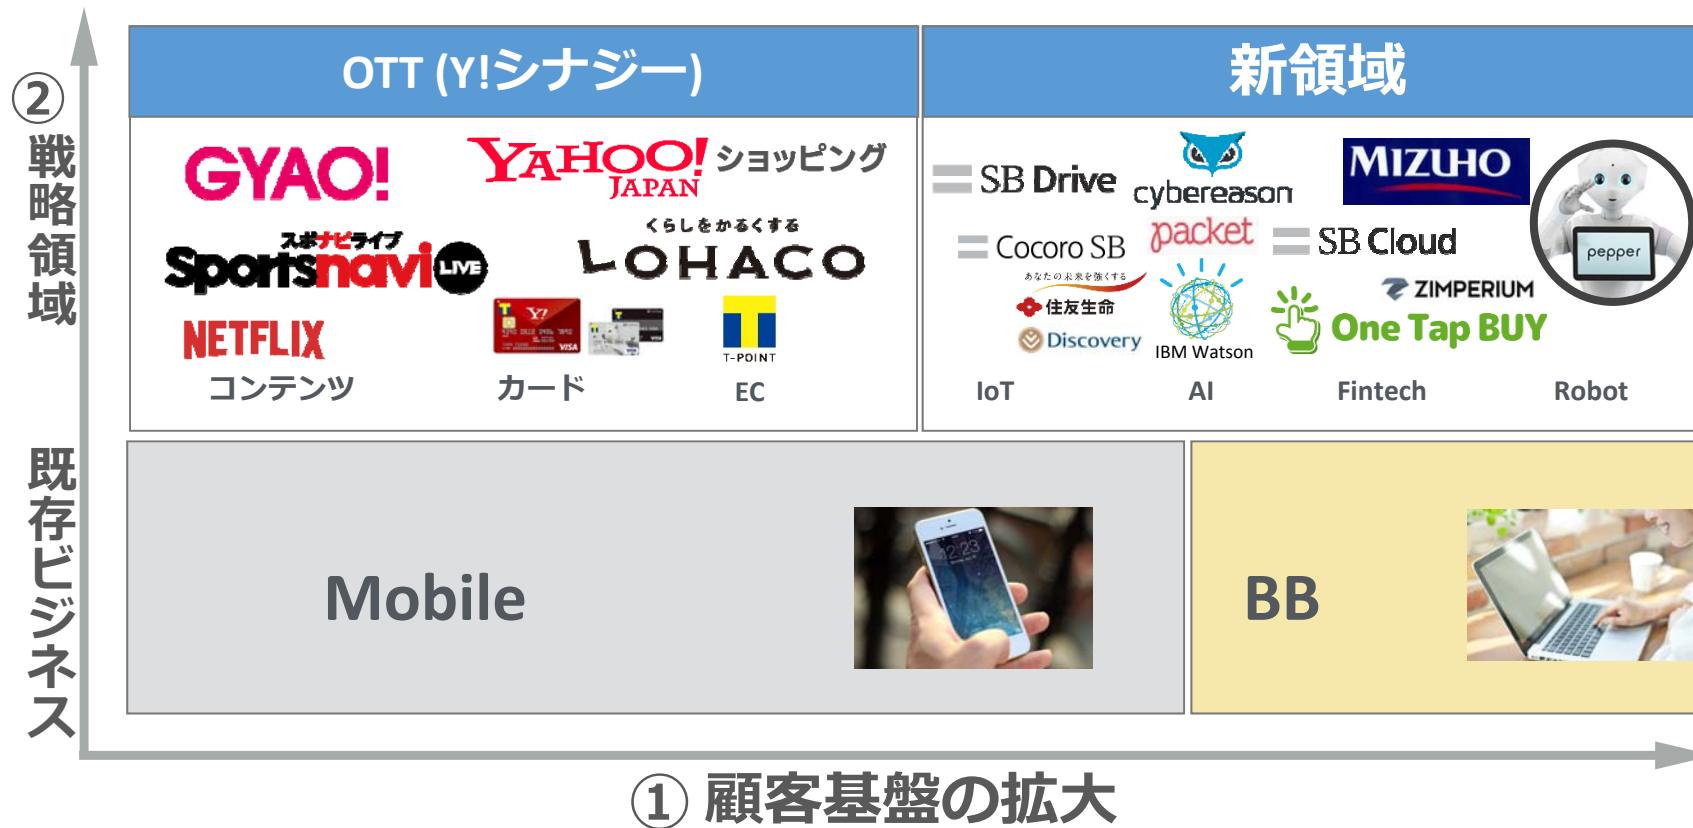 ②
戦略領域
既存ビジネス
OTT (Y!シナジー)
GYAO!
YAHOO! JAPAN ショッピング
スポナビライブ
Sportsnavi LIVE
くらしをかるくする
LOHACO
NETFLIX
T Y! VISA
T-POINT
コンテンツ
カード
EC
新領域
SB Drive
cybereason
MIZUHO
Cocoro SB
packet
SB Cloud
pepper
あなたの未来を強くする
住友生命
Discovery
IBM Watson
ZIMPERIUM
One Tap BUY
IoT
AI
Fintech
Robot
Mobile
12:23
BB
① 顧客基盤の拡大